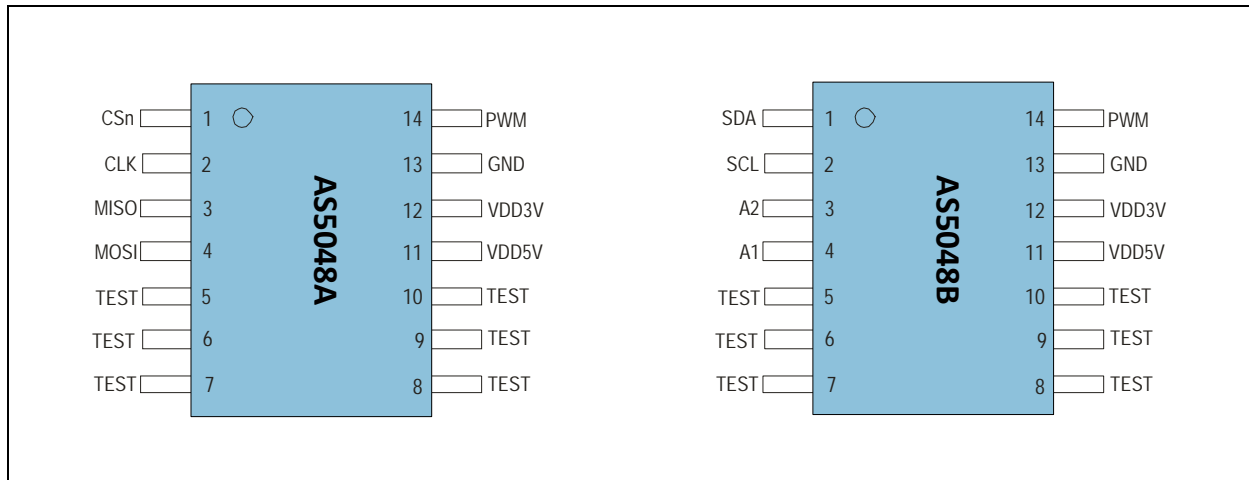 CSn 1 14 PWM
CLK 2 13 GND
MISO 3 12 VDD3V
MOSI 4 11 VDD5V
TEST 5 10 TEST
TEST 6 9 TEST
TEST 7 8 TEST
AS5048A
SDA 1 14 PWM
SCL 2 13 GND
A2 3 12 VDD3V
A1 4 11 VDD5V
TEST 5 10 TEST
TEST 6 9 TEST
TEST 7 8 TEST
AS5048B